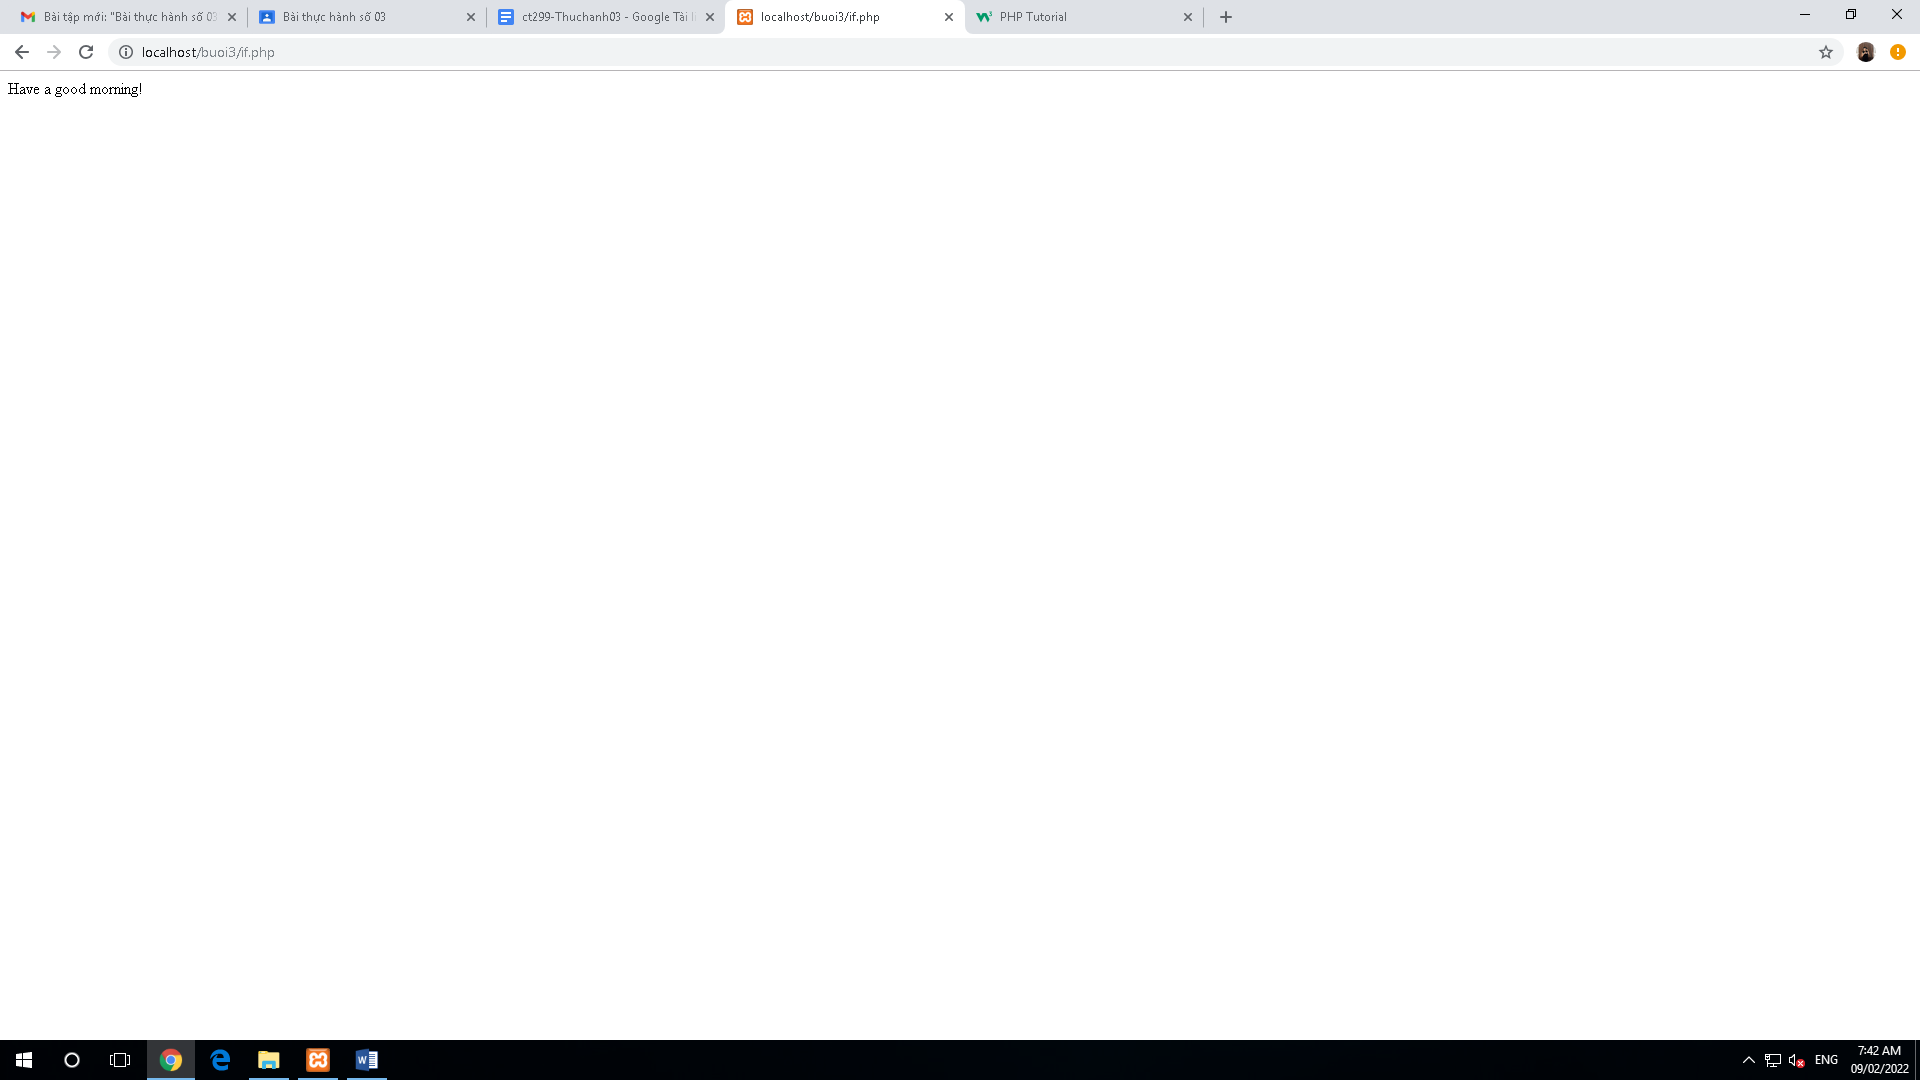 Bài tập mới: "Bài thực hành số 03
Bài thực hành số 03
ct299-Thuchanh03 - Google Tài li
localhost/buoi3/if.php
PHP Tutorial
localhost/buoi3/if.php
Have a good morning!
ENG
7:42 AM
09/02/2022